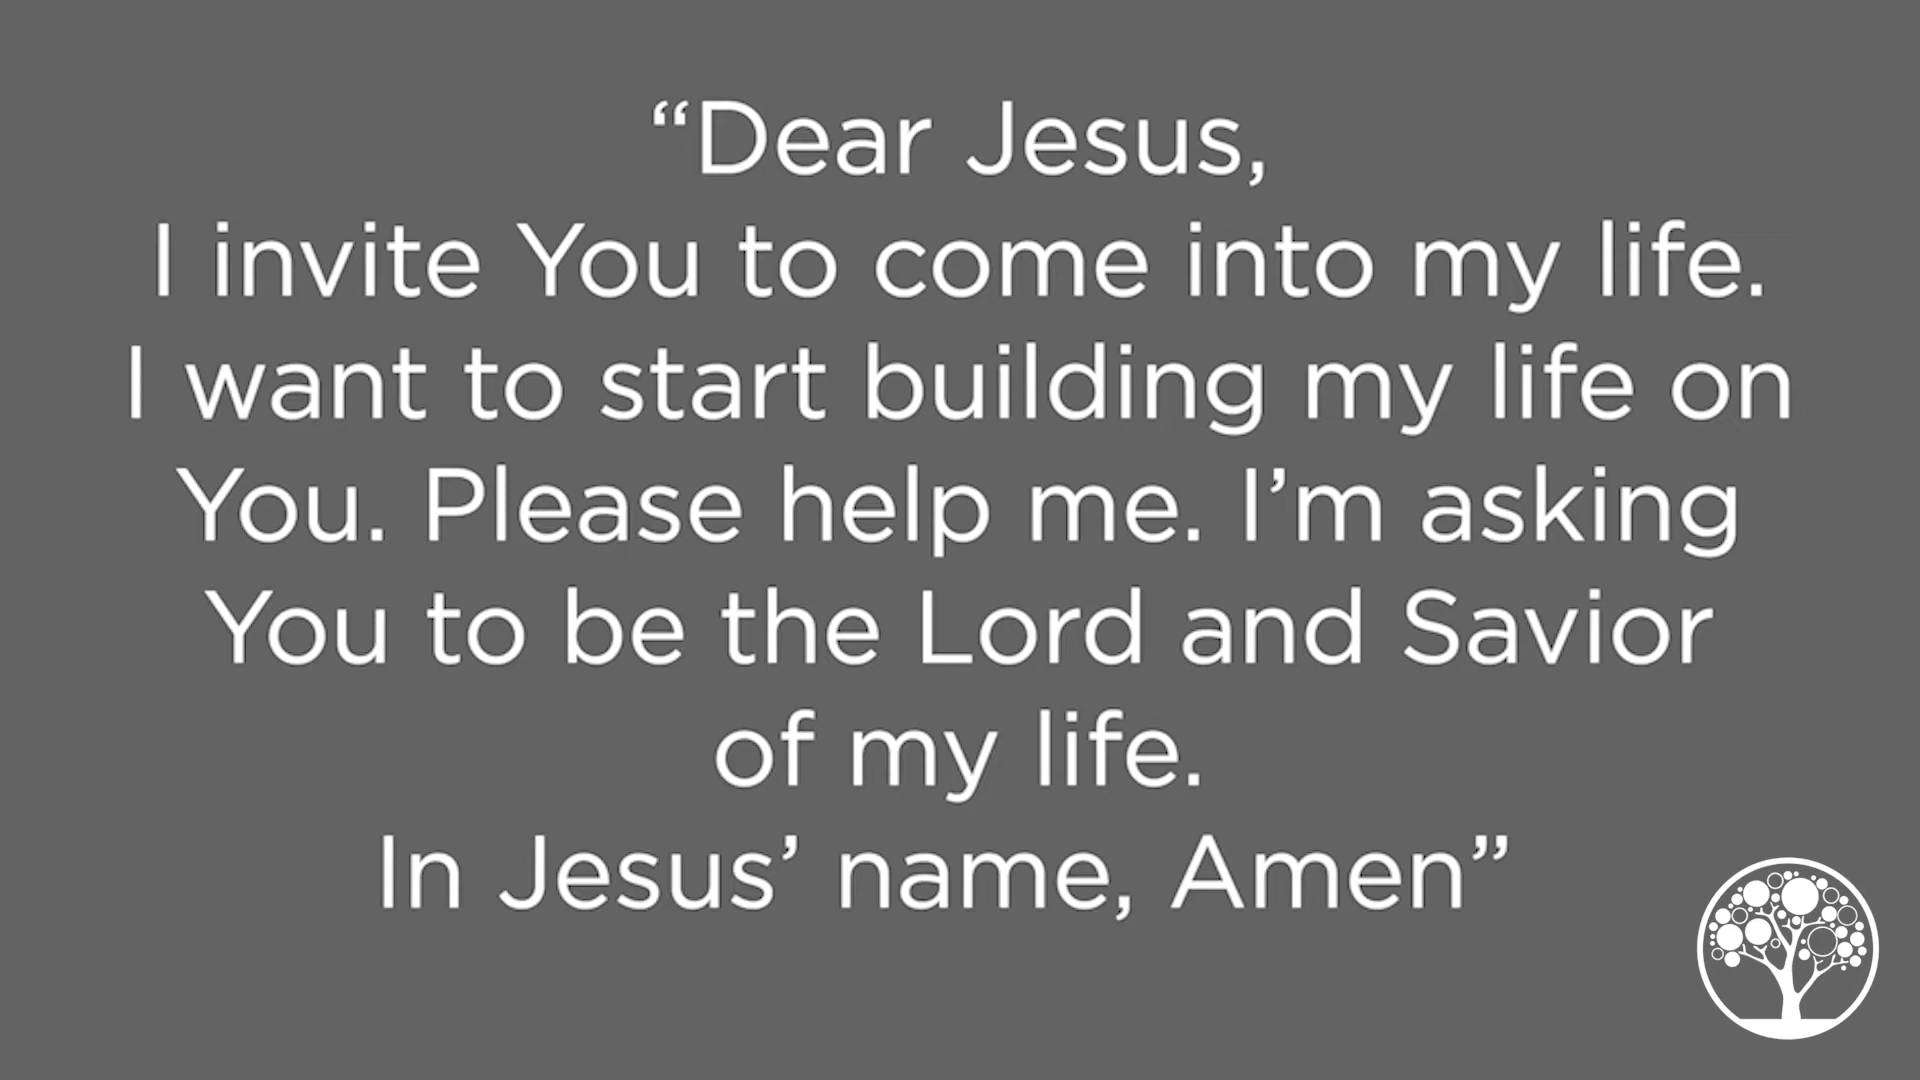 “Dear Jesus,
I invite You to come into my life.
I want to start building my life on
You. Please help me. I’m asking
You to be the Lord and Savior
of my life.
In Jesus’ name, Amen”